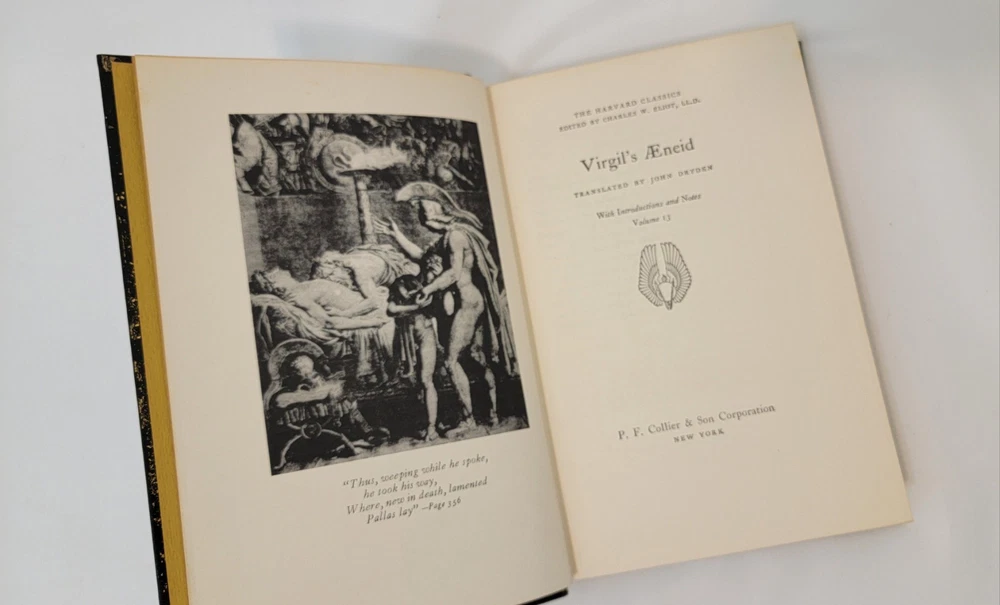 "Thus, weeping while he spoke,
he took his way,
Where, new in death, lamented
Pallas lay" —Page 356
THE HARVARD CLASSICS
EDITED BY CHARLES W. ELIOT, LL.D.
Virgil's Æneid
TRANSLATED BY JOHN DRYDEN
With Introductions and Notes
Volume 13
P. F. Collier & Son Corporation
NEW YORK